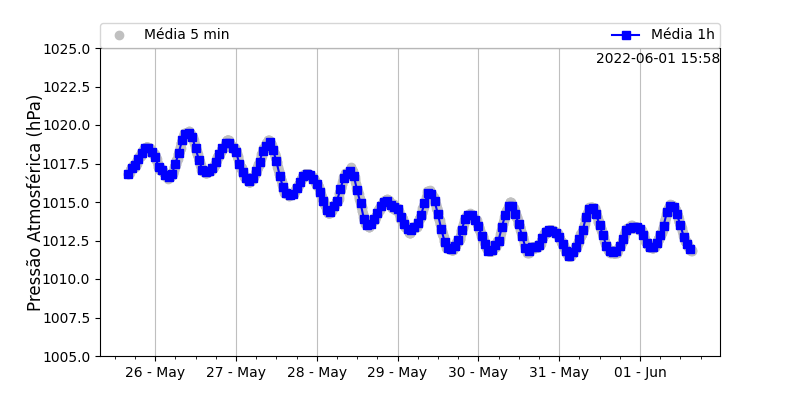 Média 5 min
Média 1h
2022-06-01 15:58
Pressão Atmosférica (hPa)
1025.0
1022.5
1020.0
1017.5
1015.0
1012.5
1010.0
1007.5
1005.0
26 - May
27 - May
28 - May
29 - May
30 - May
31 - May
01 - Jun